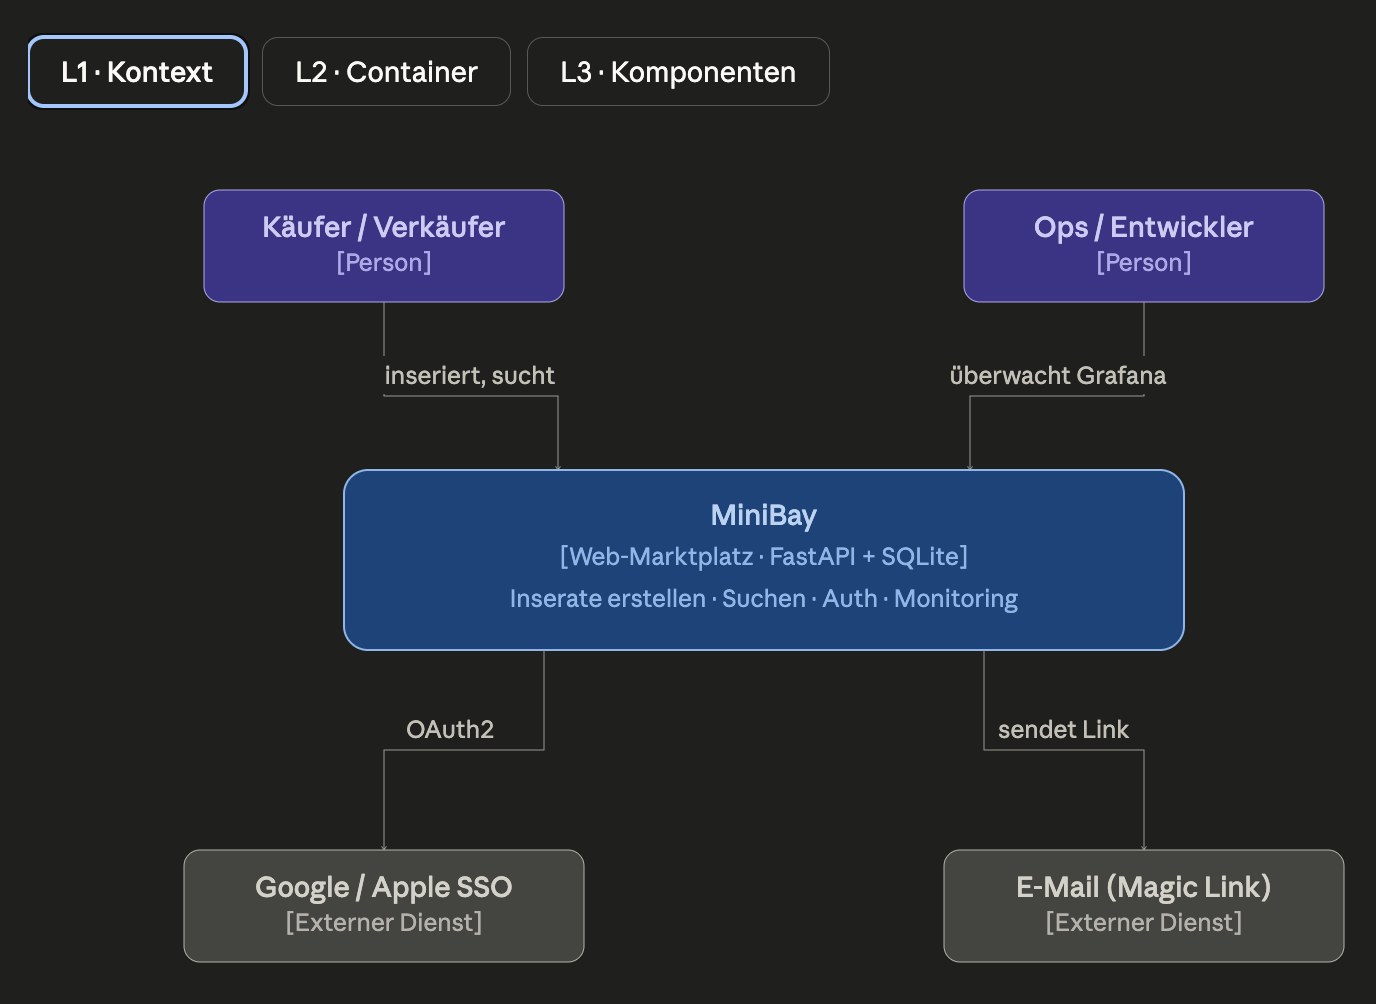 L1 · Kontext
L2 · Container
L3 · Komponenten
Käufer / Verkäufer
[Person]
Ops / Entwickler
[Person]
inseriert, sucht
überwacht Grafana
MiniBay
[Web-Marktplatz · FastAPI + SQLite]
Inserate erstellen · Suchen · Auth · Monitoring
OAuth2
sendet Link
Google / Apple SSO
[Externer Dienst]
E-Mail (Magic Link)
[Externer Dienst]